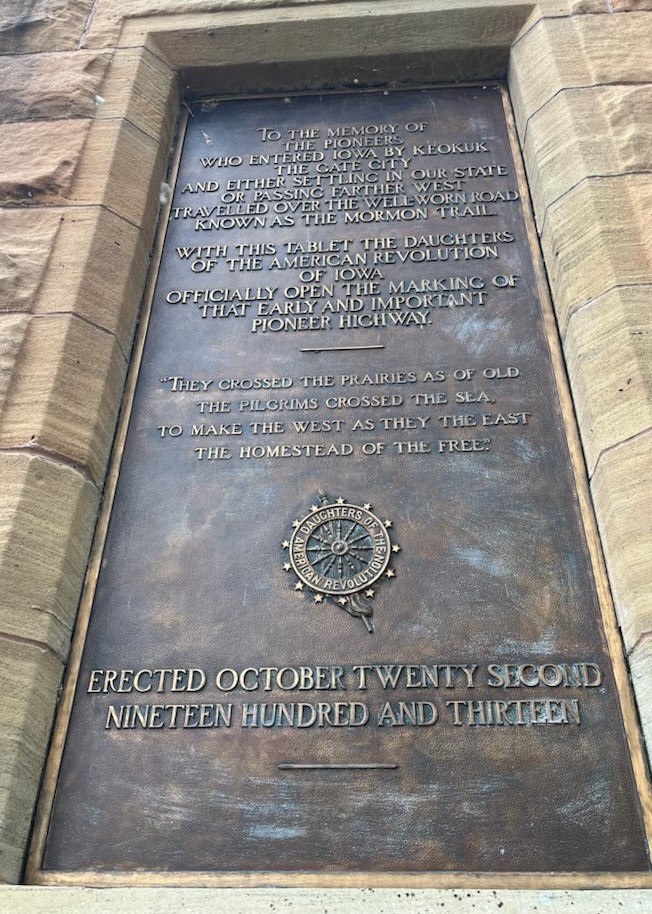 TO THE MEMORY OF
THE PIONEERS
WHO ENTERED IOWA BY KEOKUK
THE GATE CITY
AND EITHER SETTLING IN OUR STATE
OR PASSING FARTHER WEST
TRAVELLED OVER THE WELL-WORN ROAD
KNOWN AS THE MORMON TRAIL.
WITH THIS TABLET THE DAUGHTERS
OF THE AMERICAN REVOLUTION
OF IOWA
OFFICIALLY OPEN THE MARKING OF
THAT EARLY AND IMPORTANT
PIONEER HIGHWAY.
"THEY CROSSED THE PRAIRIES AS OF OLD
THE PILGRIMS CROSSED THE SEA,
TO MAKE THE WEST AS THEY THE EAST
THE HOMESTEAD OF THE FREE."
DAUGHTERS OF THE
AMERICAN REVOLUTION
ERECTED OCTOBER TWENTY SECOND
NINETEEN HUNDRED AND THIRTEEN